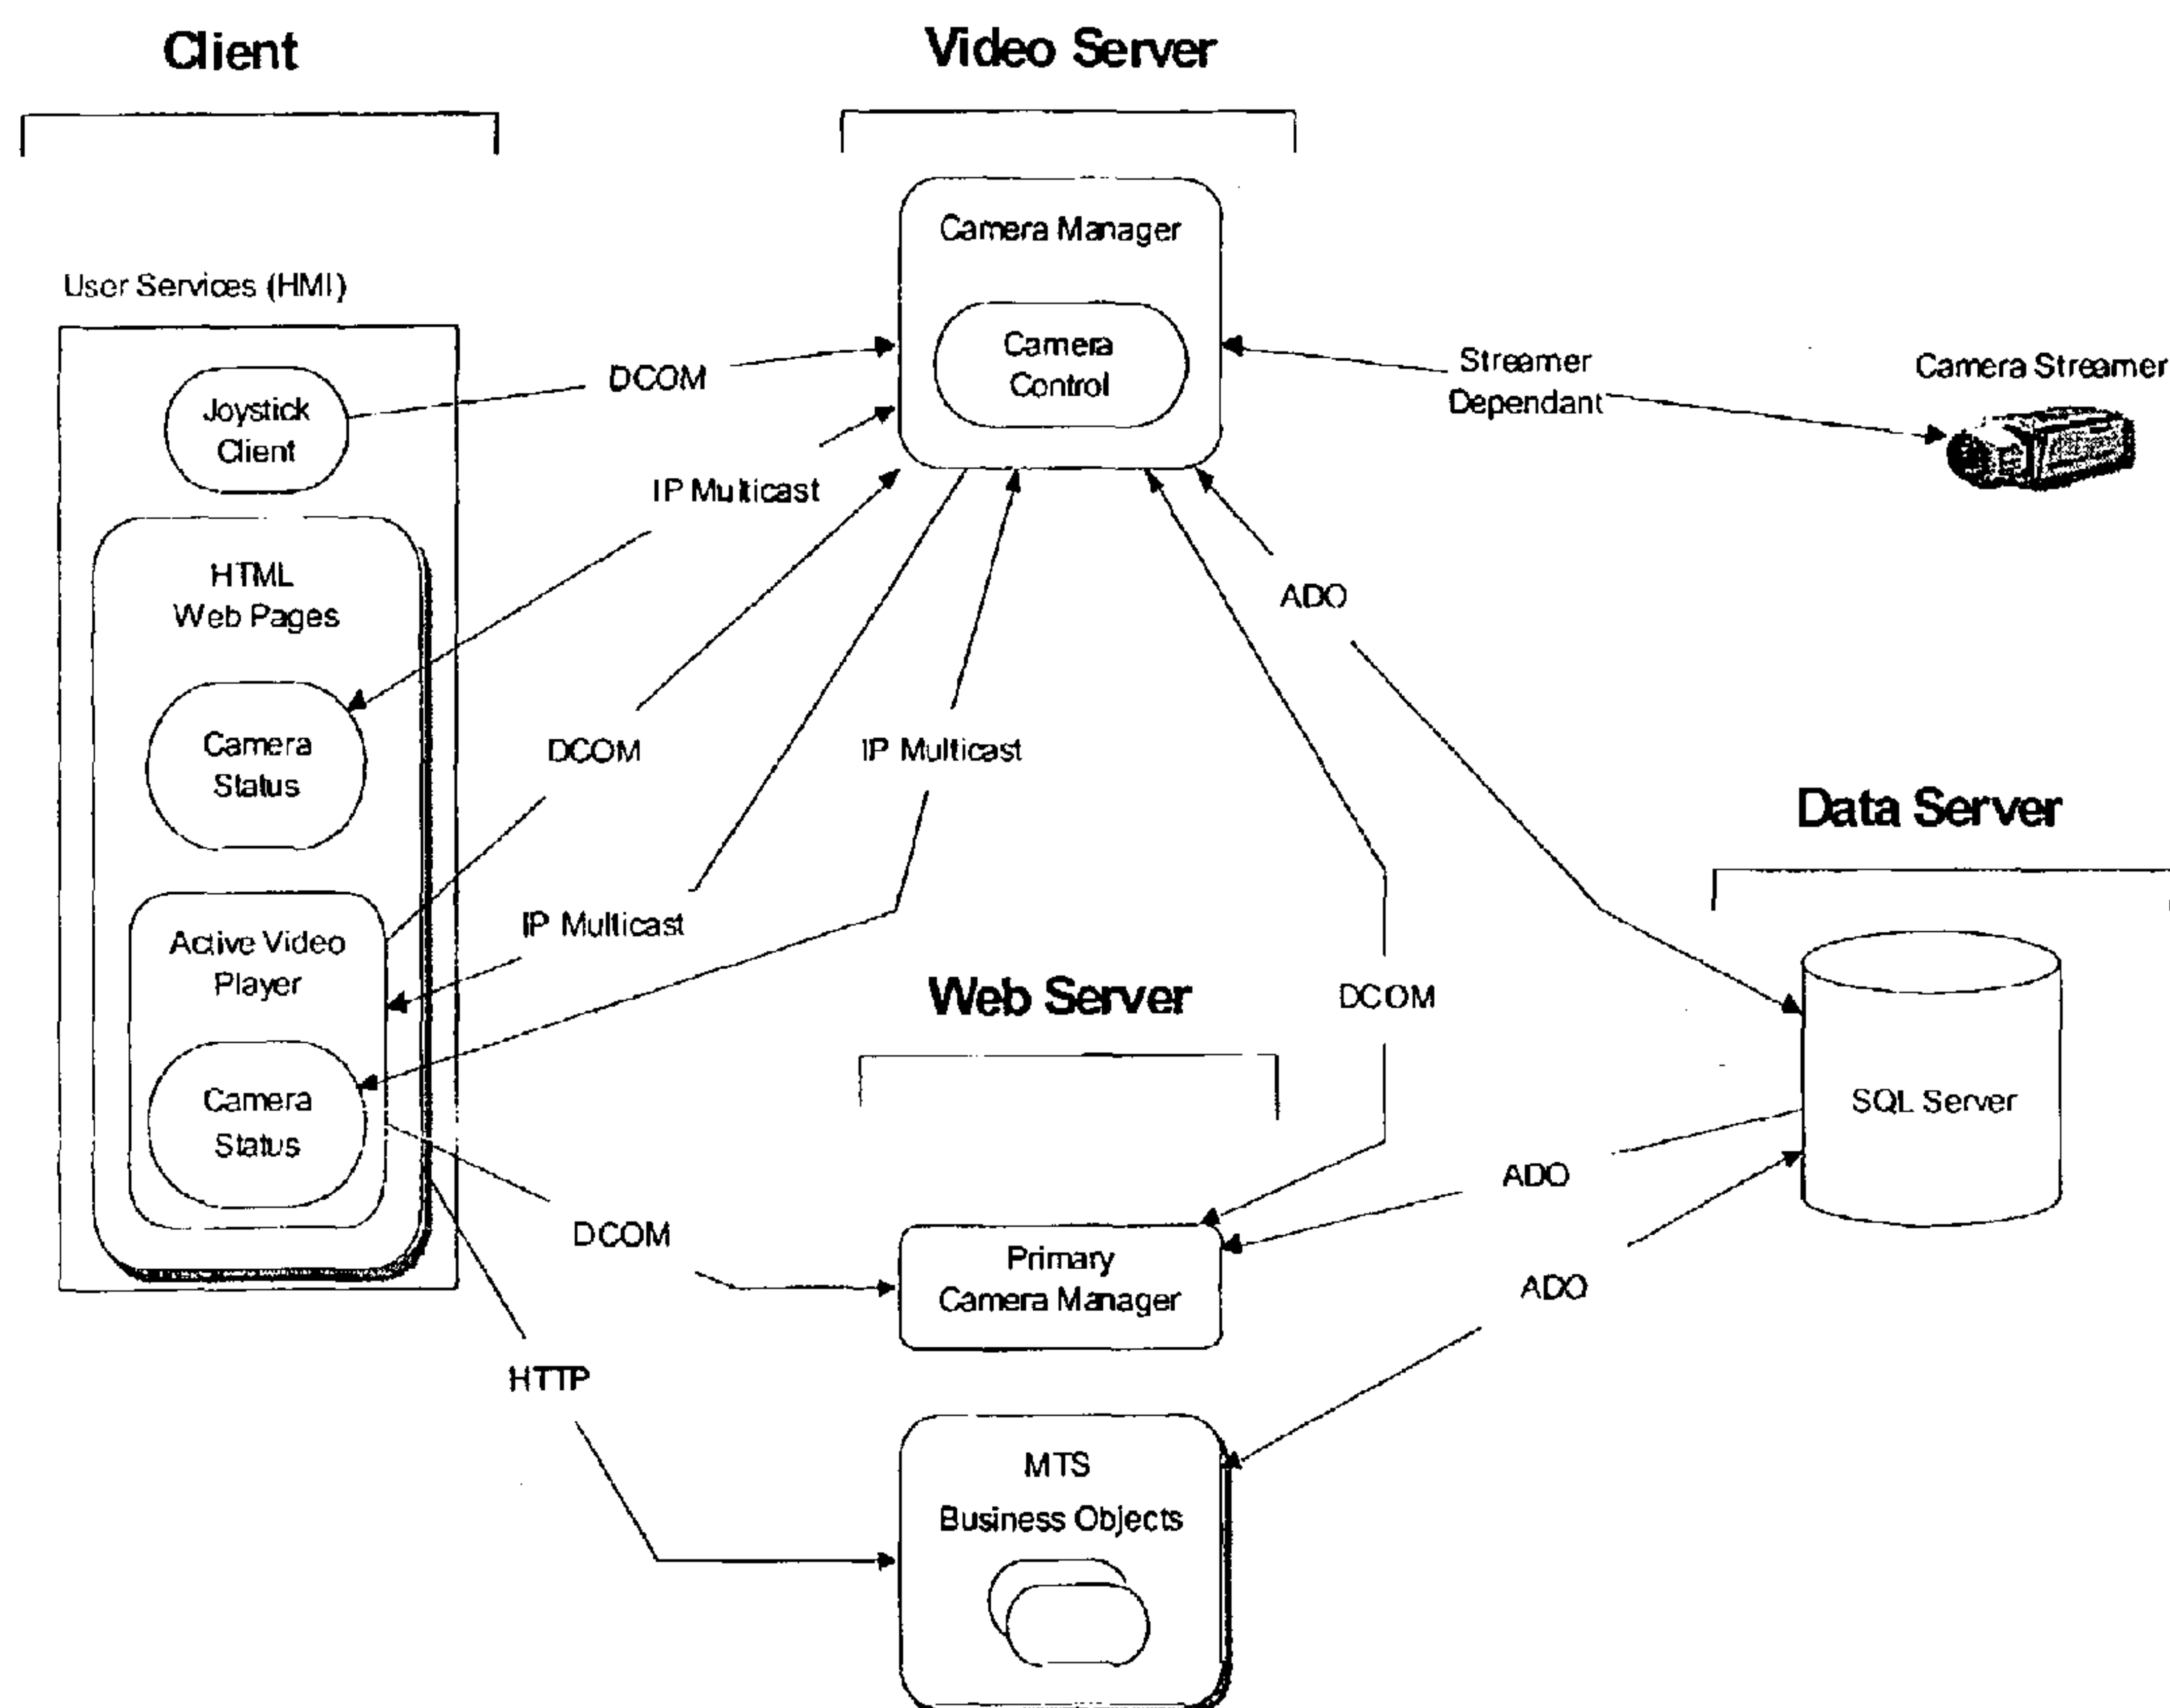 Client
Video Server
Camera Manager
User Services (HMI)
Camera
Control
Joystick
Client
DCOM
Streamer
Dependant
Camera Streamer
IP Multicast
HTML
Web Pages
ADO
Camera
Status
DCOM
IP Multicast
Data Server
Active Video
Player
IP Multicast
Web Server
DCOM
Camera
Status
SQL Server
ADO
DCOM
Primary
Camera Manager
ADO
HTTP
MTS
Business Objects